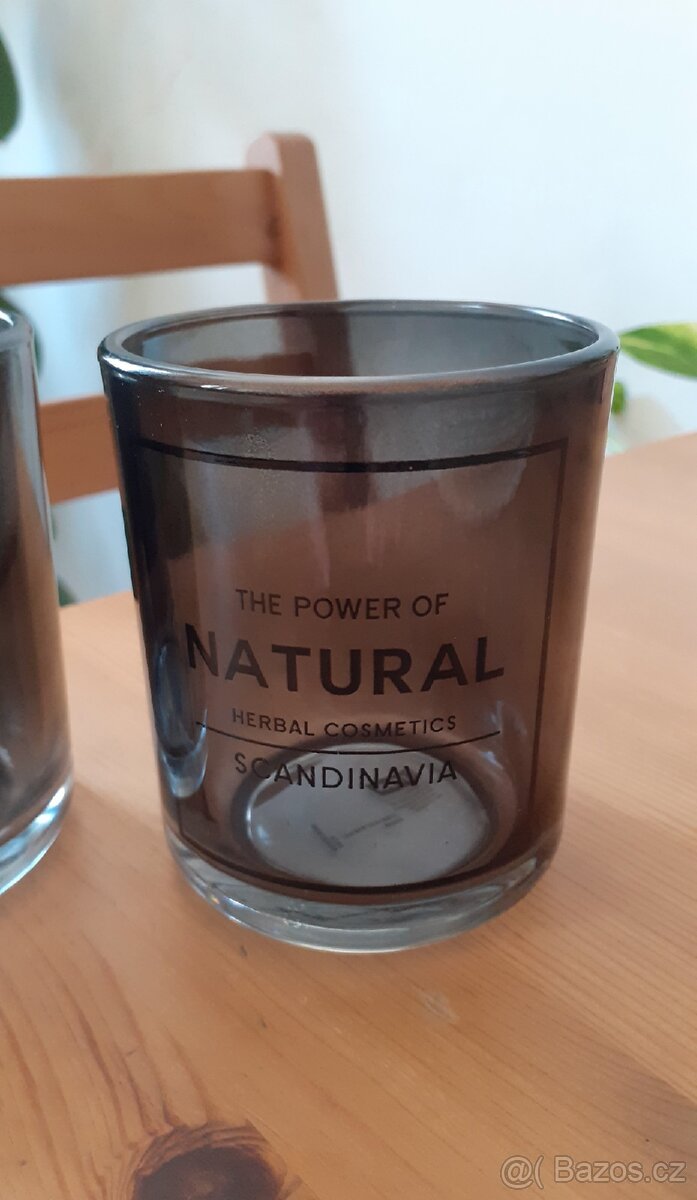 THE POWER OF
NATURAL
HERBAL COSMETICS
SCANDINAVIA
@( Bazos.cz